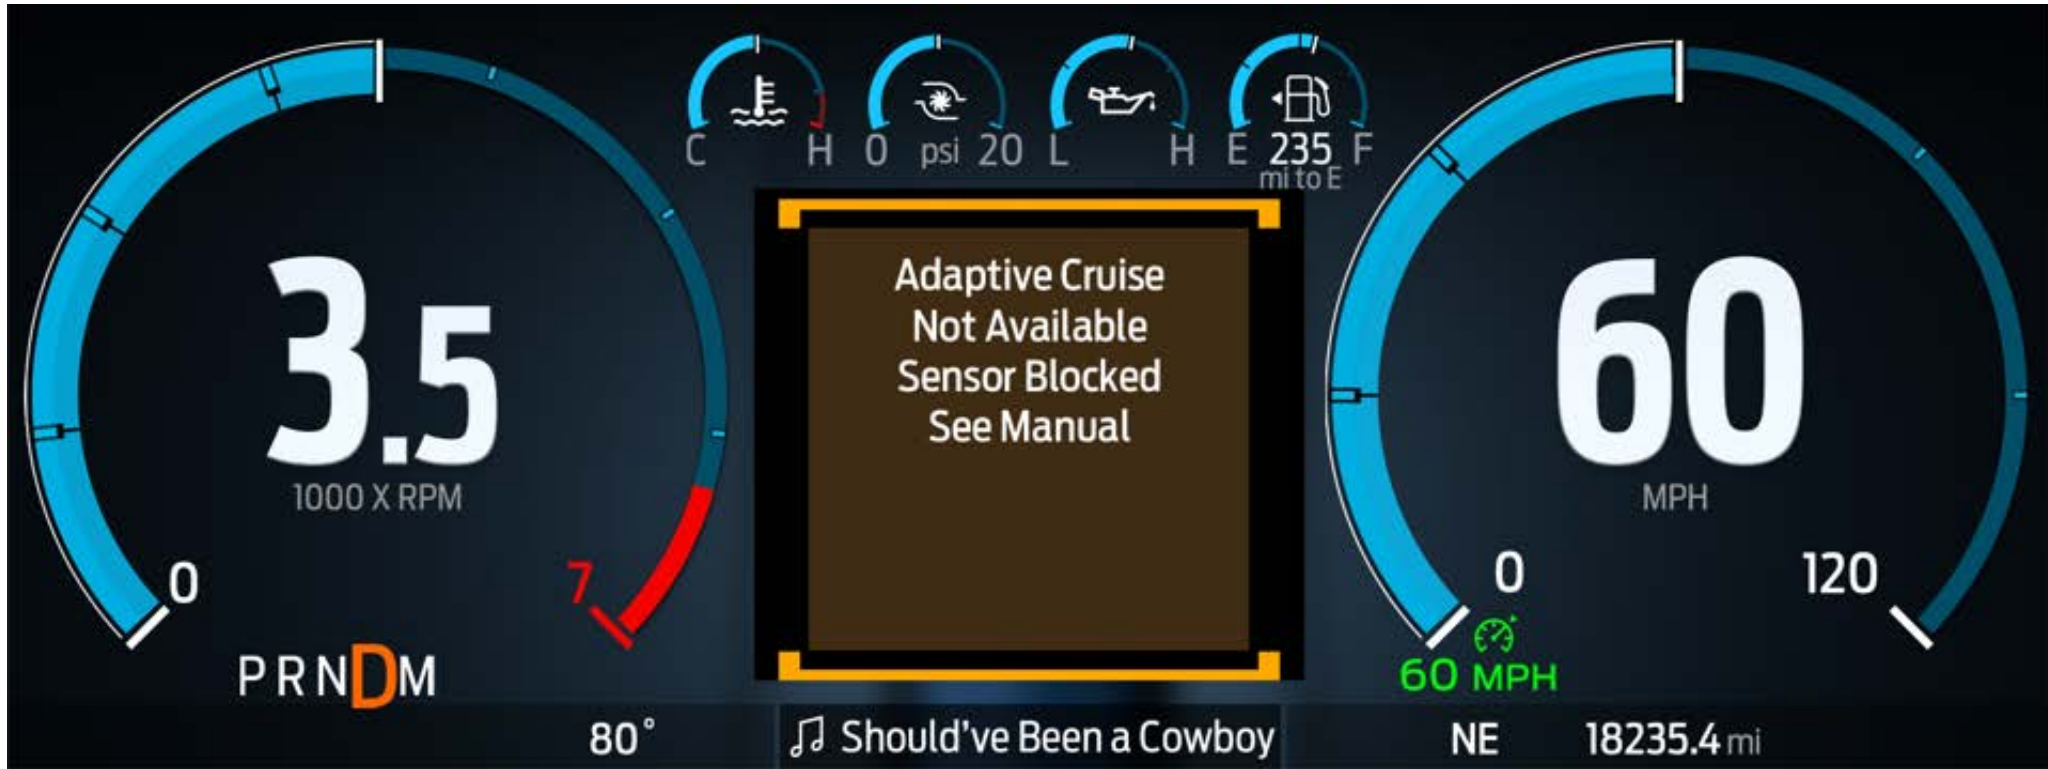 C H
0 psi 20
L H
E 235 F
mi to E
3.5
1000 X RPM
0
7
PRNDM
Adaptive Cruise
Not Available
Sensor Blocked
See Manual
60
MPH
0
120
60 MPH
80°
Should've Been a Cowboy
NE
18235.4 mi